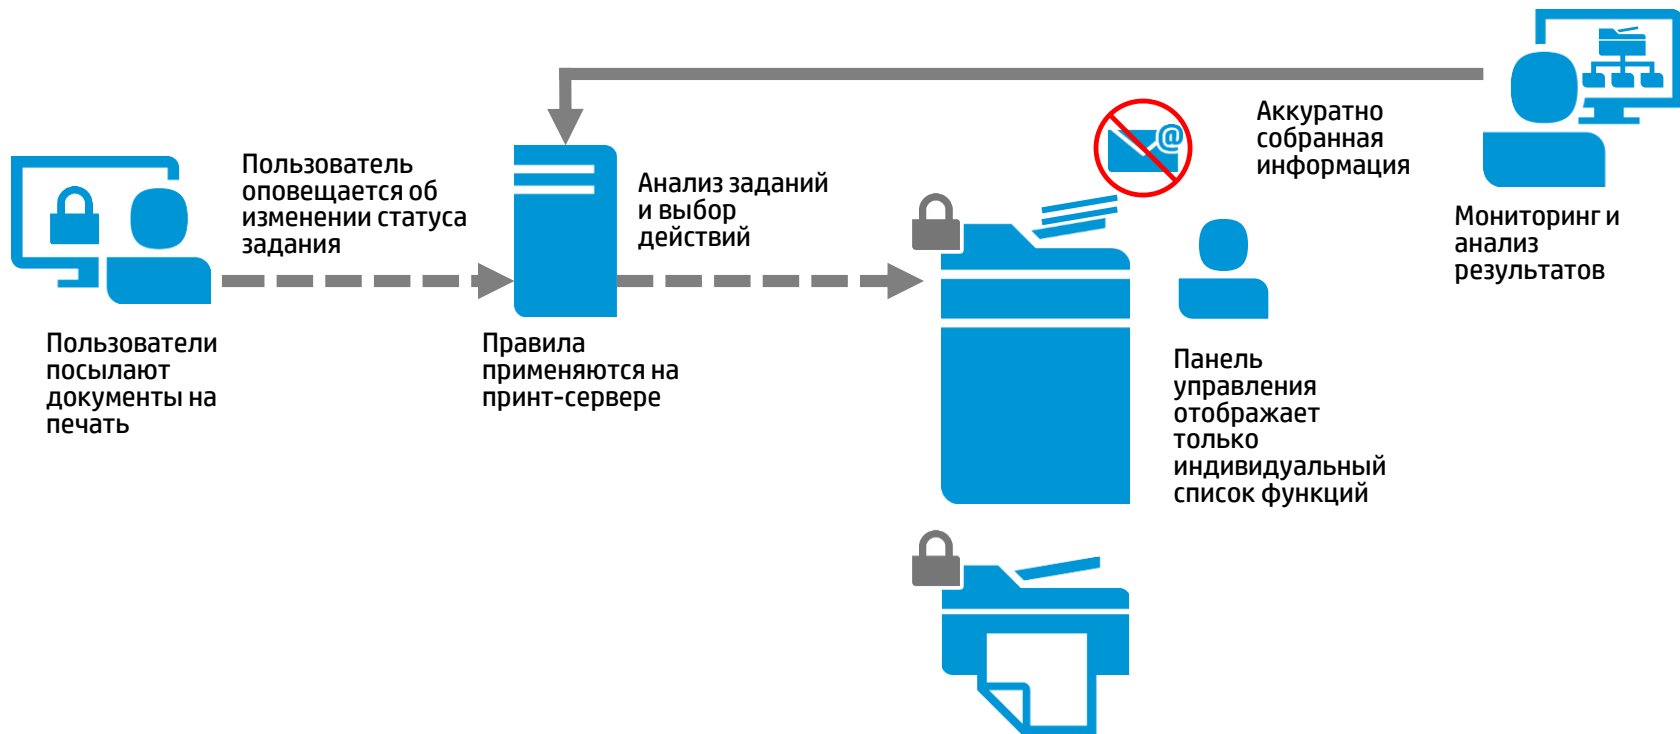 Пользователь
оповещается об
изменении статуса
задания
Пользователи
посылают
документы на
печать
Анализ заданий
и выбор
действий
Правила
применяются на
принт-сервере
@
Аккуратно
собранная
информация
Мониторинг и
анализ
результатов
Панель
управления
отображает
только
индивидуальный
список функций